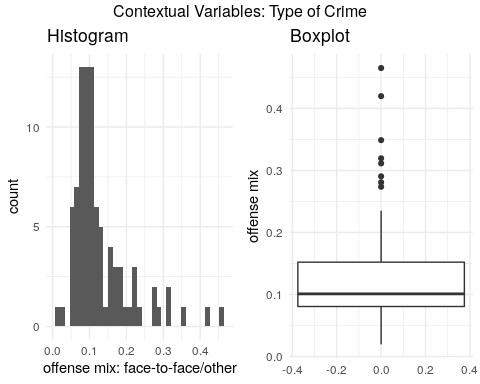 Contextual Variables: Type of Crime
HIstogram
Boxplot
count
10
5
0
0.0 0.1 0.2 0.3 0.4
offense mix: face-to-face/other
offense mix
0.4
0.3
0.2
0.1
0.0
-0.4 -0.2 0.0 0.2 0.4